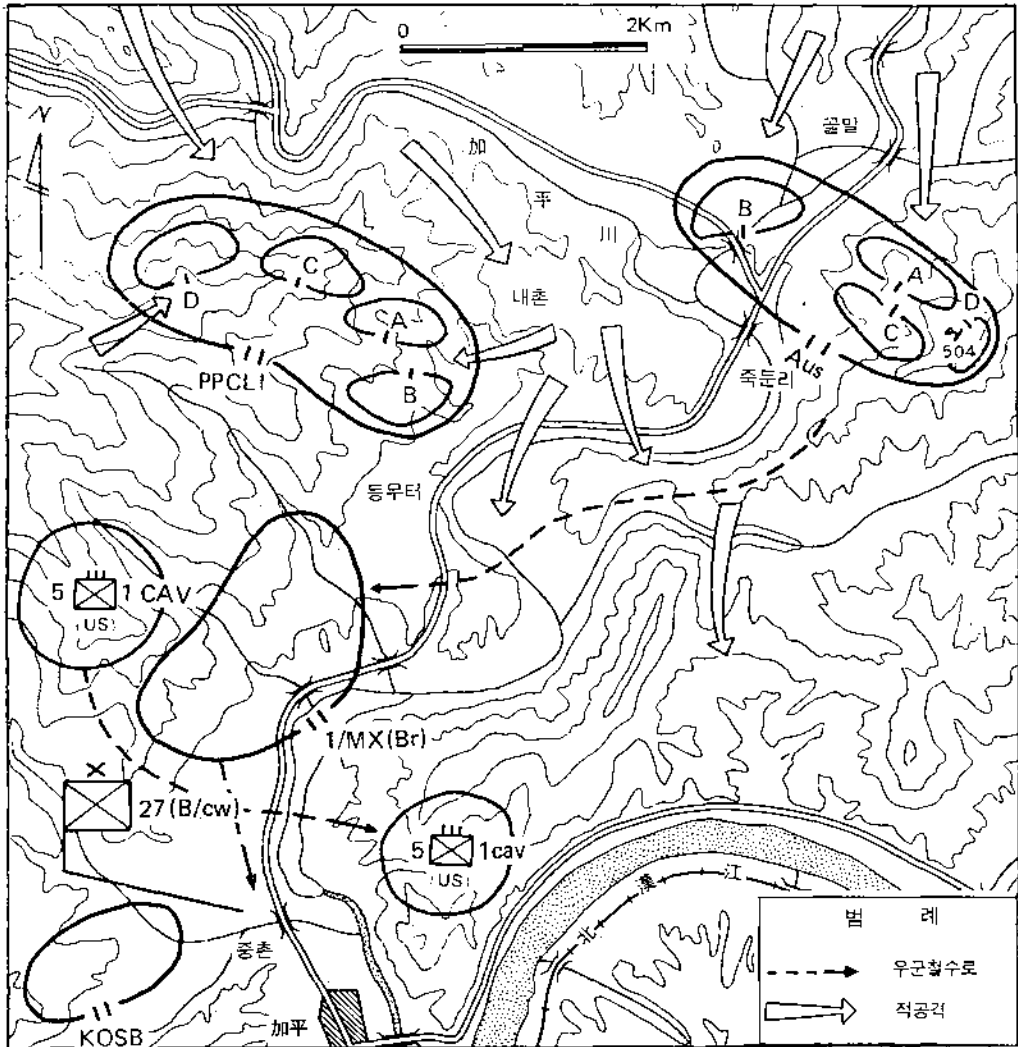 0 2Km
N
加
平
川
꼴말
B
A
D
C
504
Aus
죽둔리
D
C
A
B
PPCLI
내촌
등무터
5 1 CAV
(US)
1/MX(Br)
27(B/cw)
5 1cav
(US)
北漢江
중촌
加平
KOSB
범 례
우군철수로
적공격